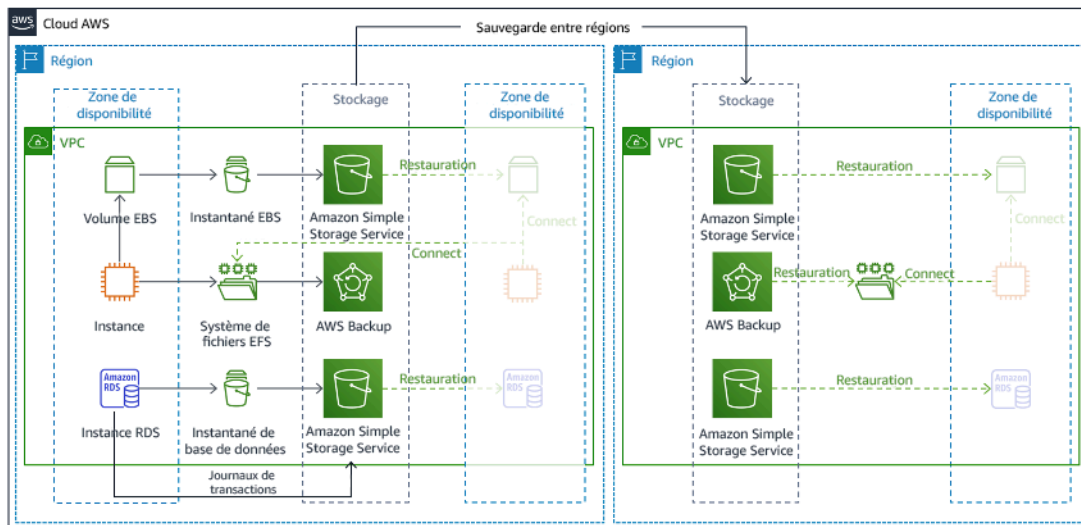 aws
Cloud AWS
Sauvegarde entre régions
Région
Région
Zone de
disponibilité
Stockage
Zone de
disponibilité
Stockage
Zone de
disponibilité
VPC
VPC
Restauration
Restauration
Volume EBS
Instantané EBS
Amazon Simple
Storage Service
Connect
Amazon Simple
Storage Service
Connect
Connect
Restauration
Connect
Instance
Système de
fichiers EFS
AWS Backup
AWS Backup
Amazon
RDS
Restauration
Amazon
RDS
Restauration
Amazon
RDS
Instance RDS
Instantané de
base de données
Amazon Simple
Storage Service
Amazon Simple
Storage Service
Journaux de
transactions